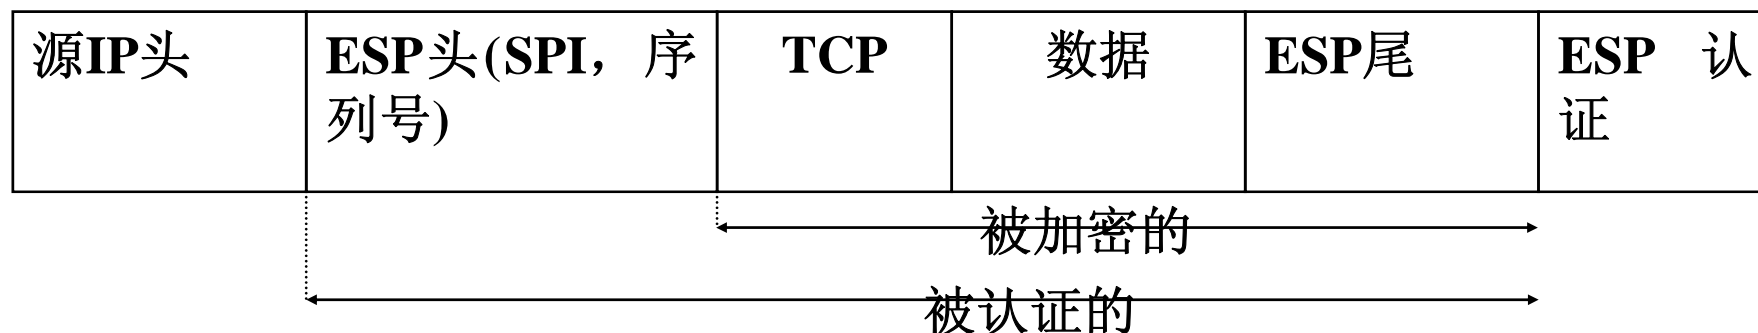 源IP头
ESP头(SPI，序
列号)
TCP
数据
ESP尾
ESP 认
证
被加密的
被认证的